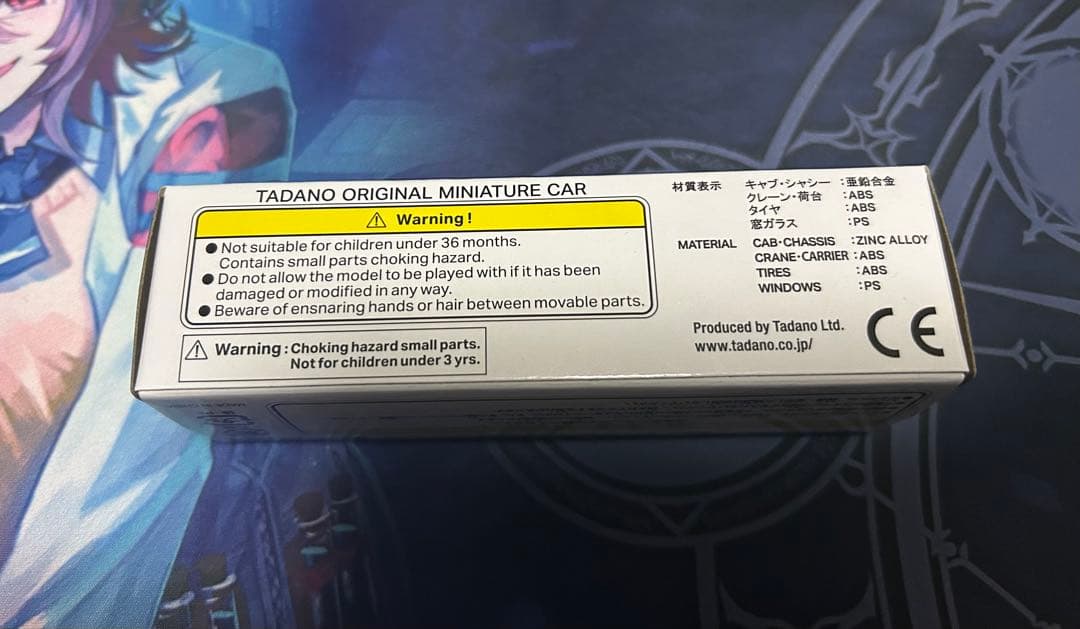 TADANO ORIGINAL MINIATURE CAR
Warning !
● Not suitable for children under 36 months.
Contains small parts choking hazard.
● Do not allow the model to be played with if it has been
damaged or modified in any way.
● Beware of ensnaring hands or hair between movable parts.
Warning : Choking hazard small parts.
Not for children under 3 yrs.
材質表示 キャブ・シャシー :亜鉛合金
クレーン・荷台 :ABS
タイヤ :ABS
窓ガラス :PS
MATERIAL CAB・CHASSIS :ZINC ALLOY
CRANE・CARRIER :ABS
TIRES :ABS
WINDOWS :PS
Produced by Tadano Ltd.
www.tadano.co.jp/
CE